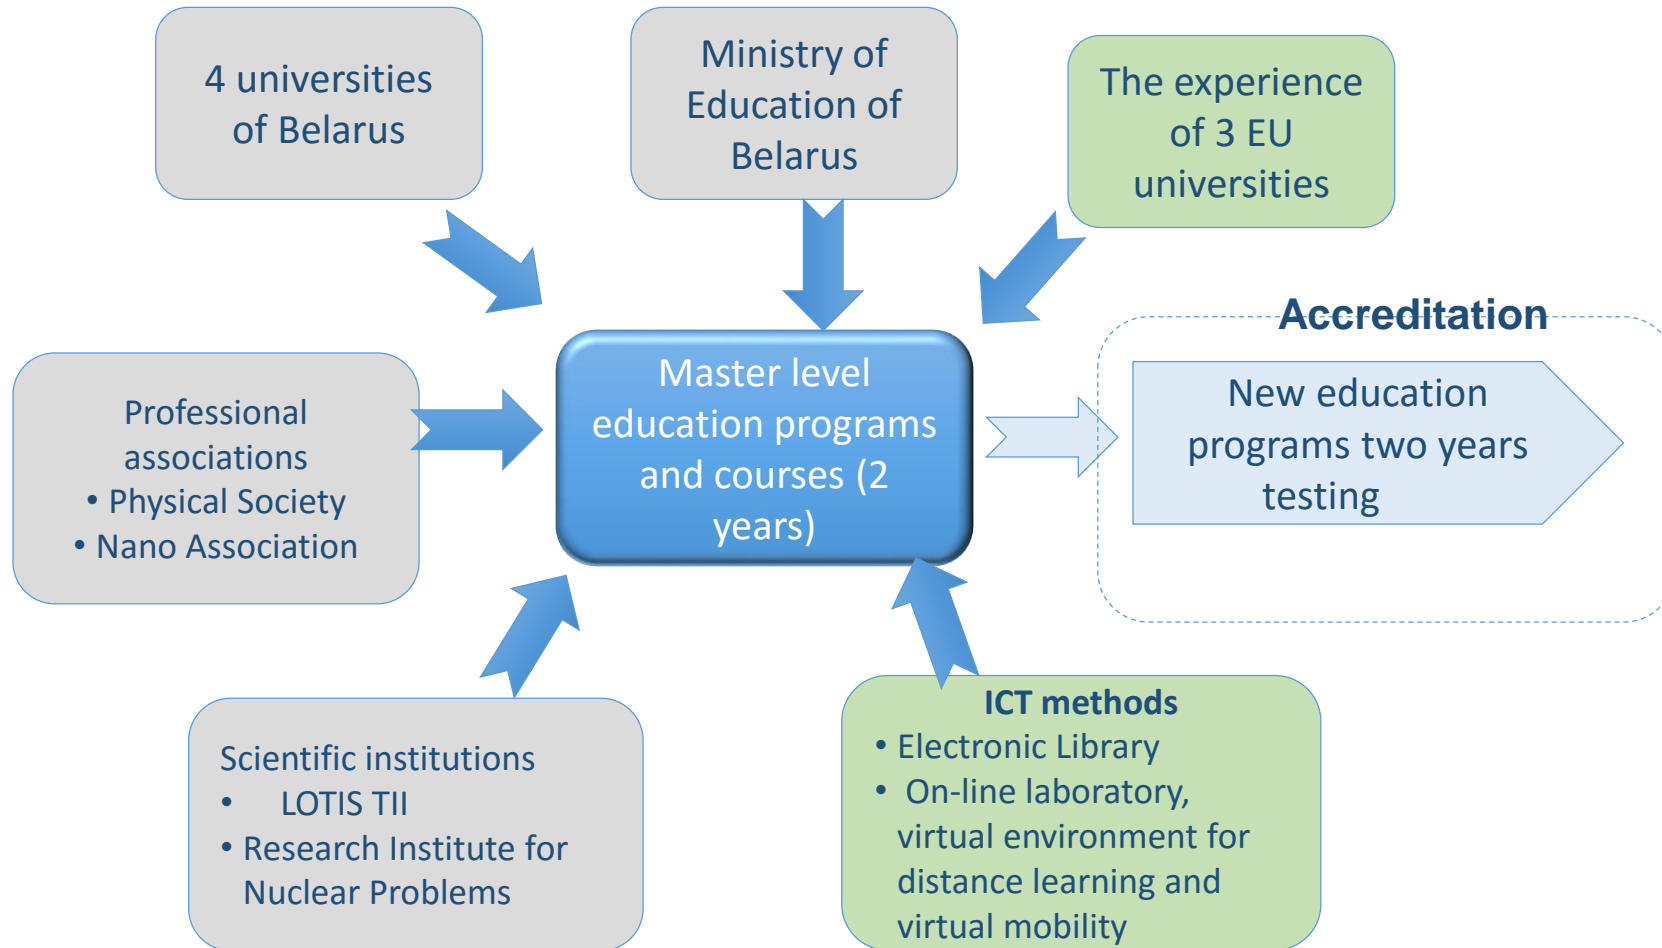 4 universities
of Belarus
Ministry of
Education of
Belarus
The experience
of 3 EU
universities
Professional
associations
• Physical Society
• Nano Association
Master level
education programs
and courses (2
years)
Accreditation
New education
programs two years
testing
Scientific institutions
• LOTIS TII
• Research Institute for
Nuclear Problems
ICT methods
• Electronic Library
• On-line laboratory,
virtual environment for
distance learning and
virtual mobility